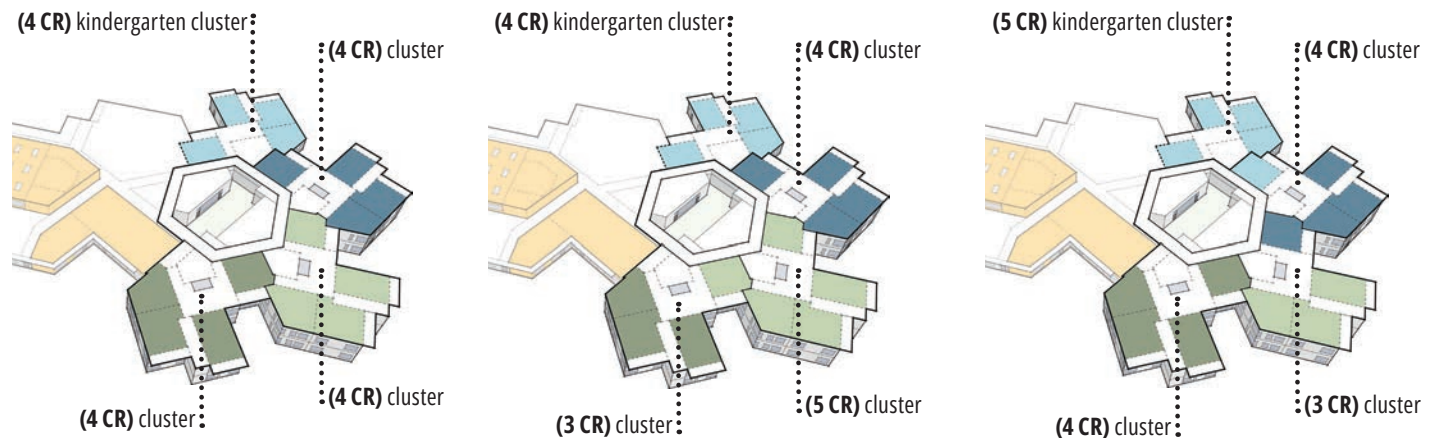 (4 CR) kindergarten cluster
(4 CR) cluster
(4 CR) cluster
(4 CR) cluster
(4 CR) kindergarten cluster
(4 CR) cluster
(5 CR) cluster
(3 CR) cluster
(5 CR) kindergarten cluster
(4 CR) cluster
(3 CR) cluster
(4 CR) cluster